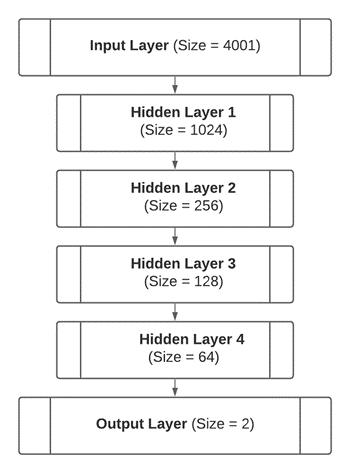 Input Layer (Size = 4001)
Hidden Layer 1
(Size = 1024)
Hidden Layer 2
(Size = 256)
Hidden Layer 3
(Size = 128)
Hidden Layer 4
(Size = 64)
Output Layer (Size = 2)